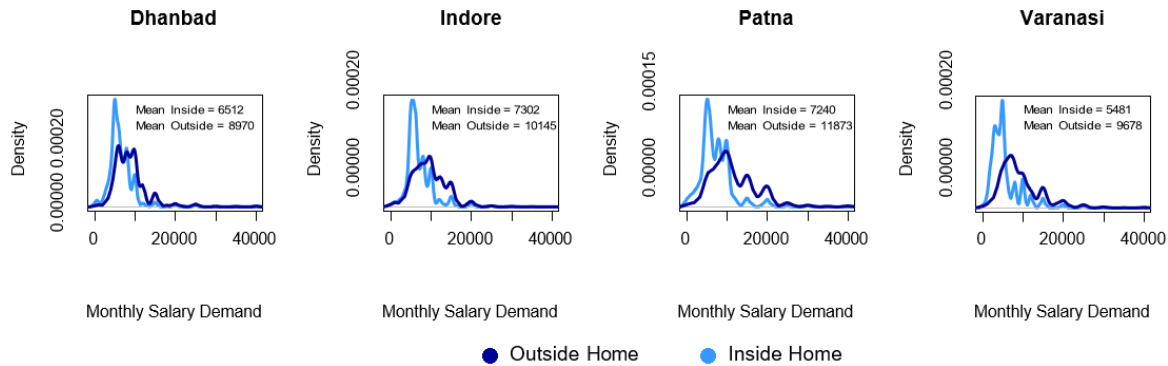 Dhanbad
Density
0.00000 0.00020
Mean Inside = 6512
Mean Outside = 8970
0 20000 40000
Monthly Salary Demand
Indore
Density
0.00000 0.00020
Mean Inside = 7302
Mean Outside = 10145
0 20000 40000
Monthly Salary Demand
Patna
Density
0.00000 0.00015
Mean Inside = 7240
Mean Outside = 11873
0 20000 40000
Monthly Salary Demand
Varanasi
Density
0.00000 0.00020
Mean Inside = 5481
Mean Outside = 9678
0 20000 40000
Monthly Salary Demand
Outside Home
Inside Home